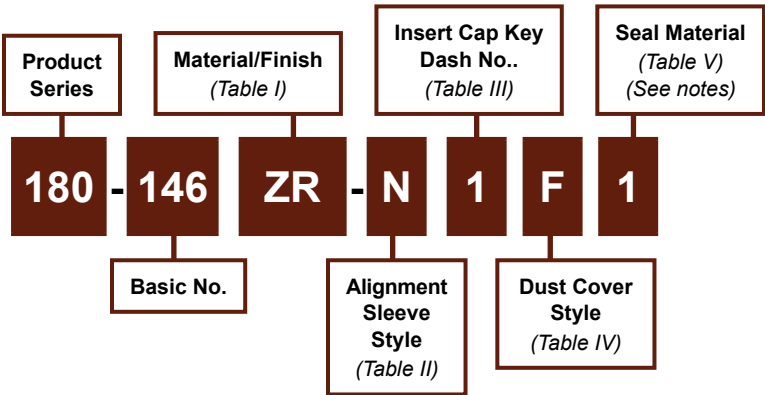 Product
Series
Material/Finish
(Table I)
Insert Cap Key
Dash No..
(Table III)
Seal Material
(Table V)
(See notes)
180 - 146 ZR - N 1 F 1
Basic No.
Alignment
Sleeve
Style
(Table II)
Dust Cover
Style
(Table IV)